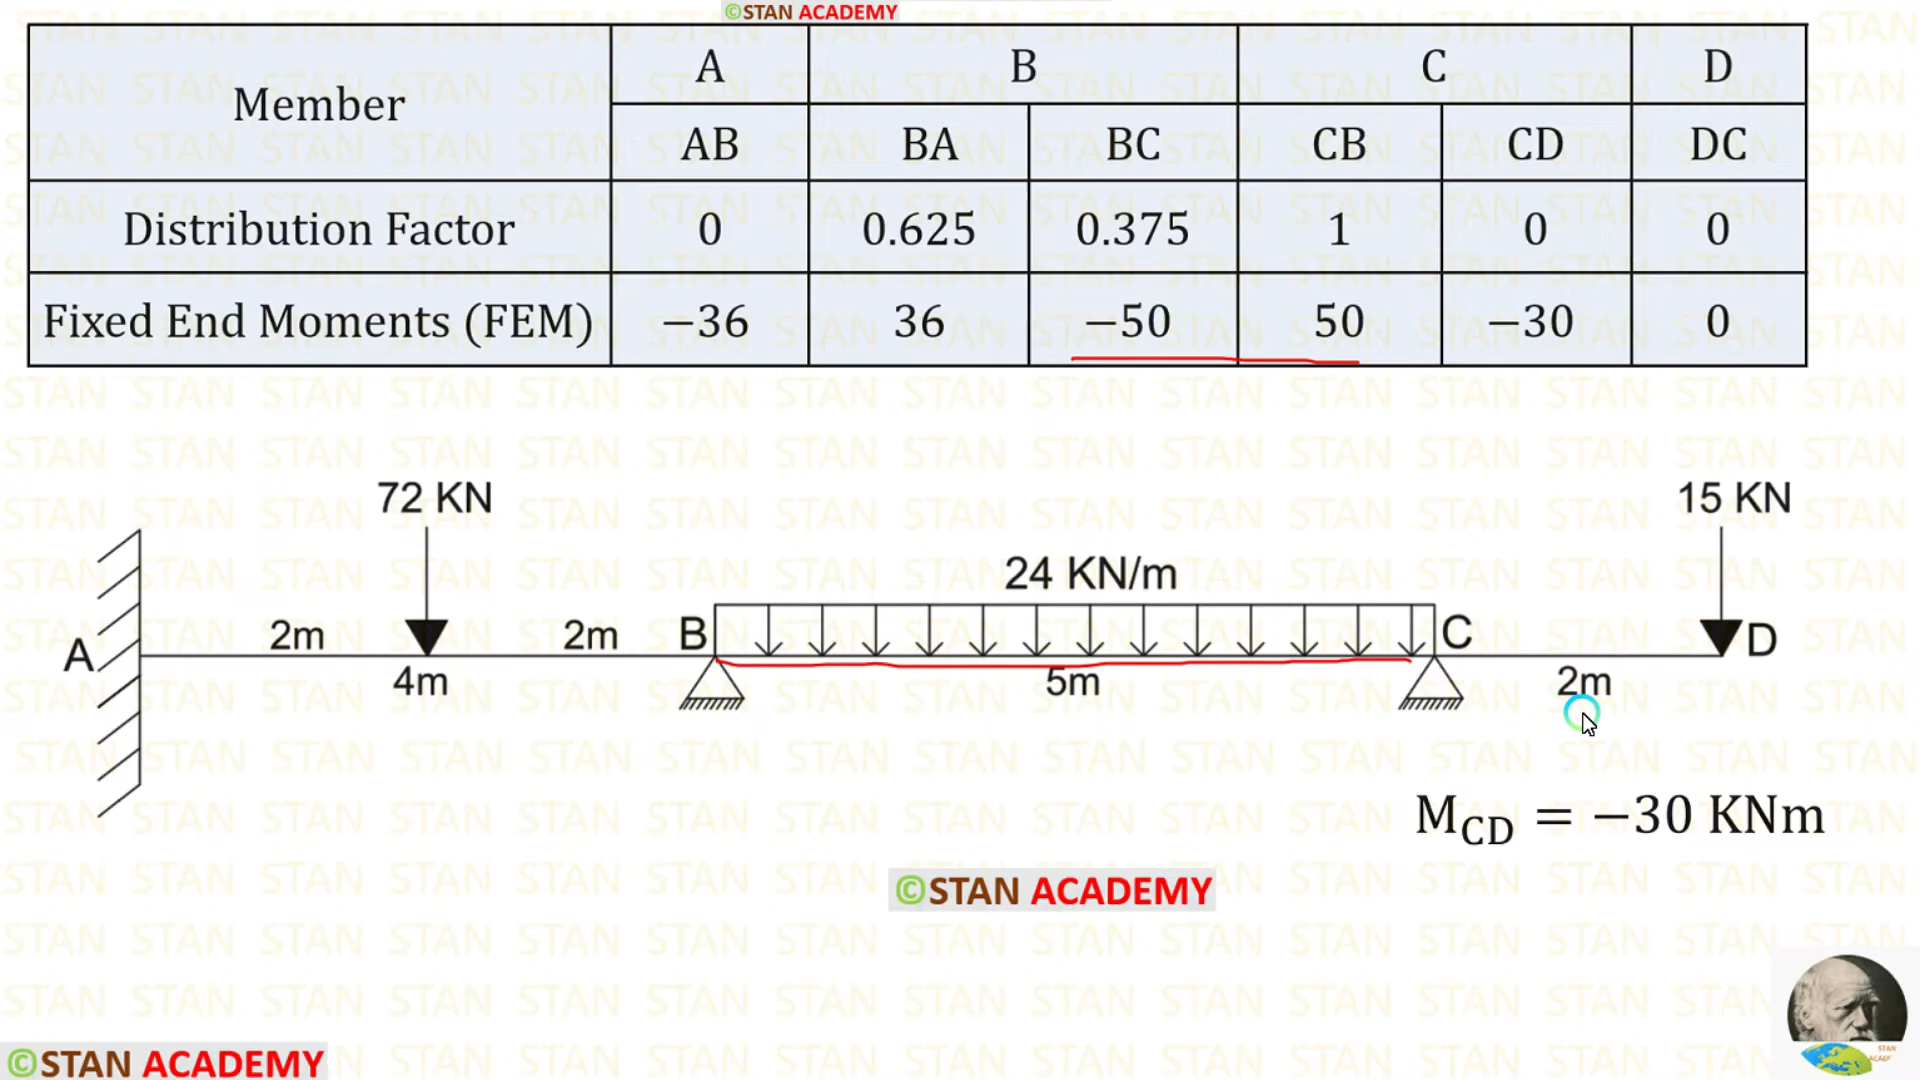 ©STAN ACADEMY
Member A B C D
AB BA BC CB CD DC
Distribution Factor 0 0.625 0.375 1 0 0
Fixed End Moments (FEM) −36 36 −50 50 −30 0
72 KN 15 KN
24 KN/m
A 2m 2m B C D
4m 5m 2m
M_CD = −30 KNm
©STAN ACADEMY
©STAN ACADEMY